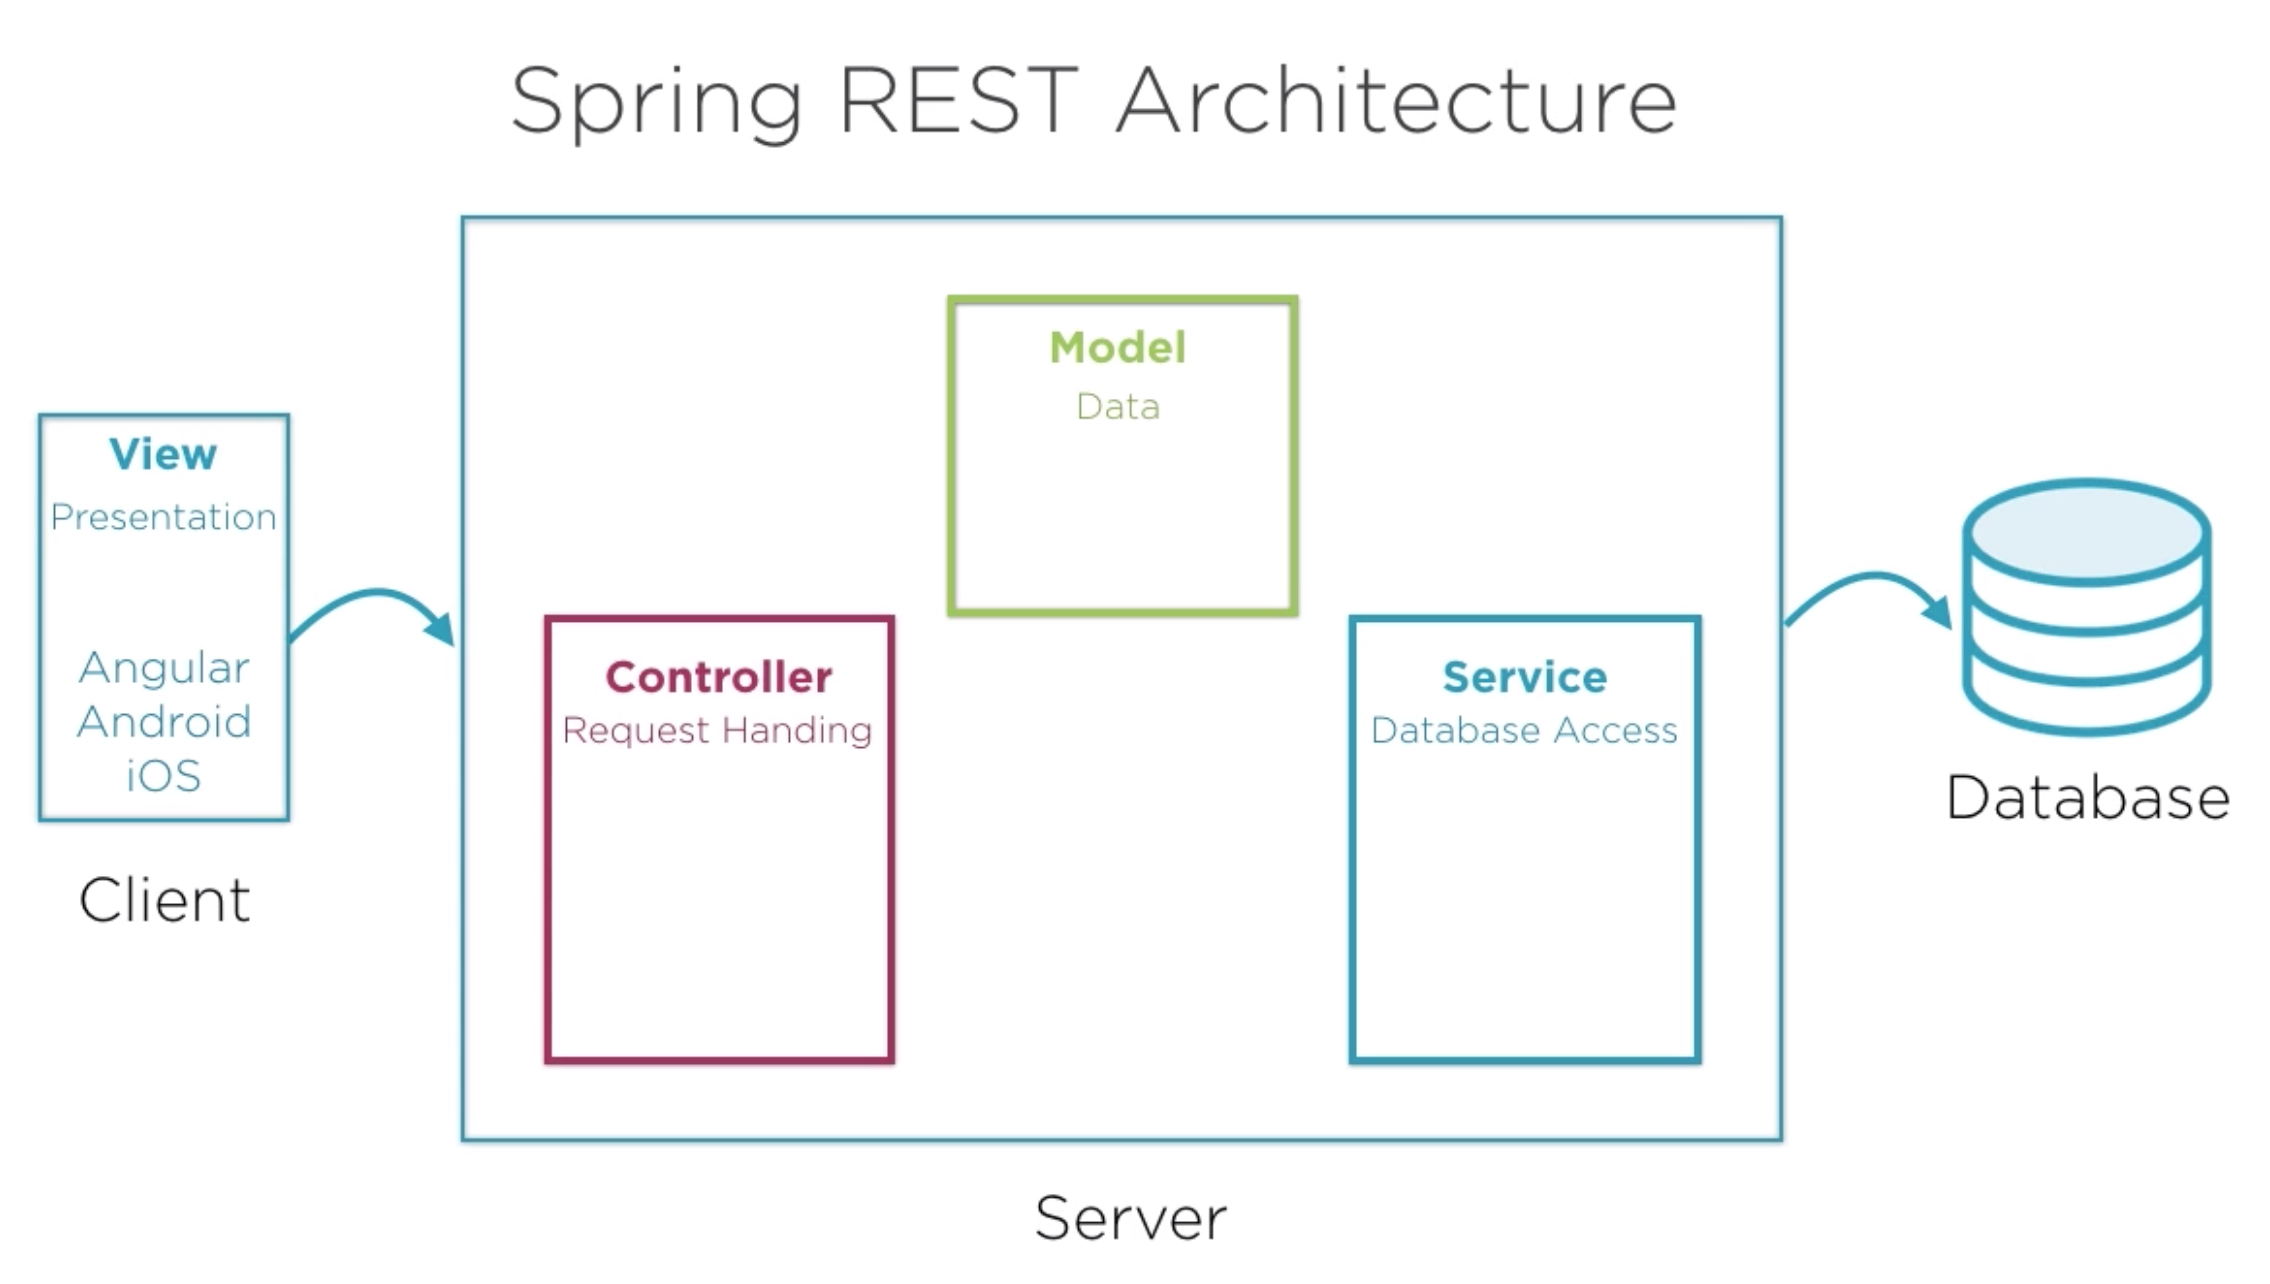 Spring REST Architecture
View
Presentation
Angular
Android
iOS
Client
Model
Data
Controller
Request Handing
Service
Database Access
Server
Database